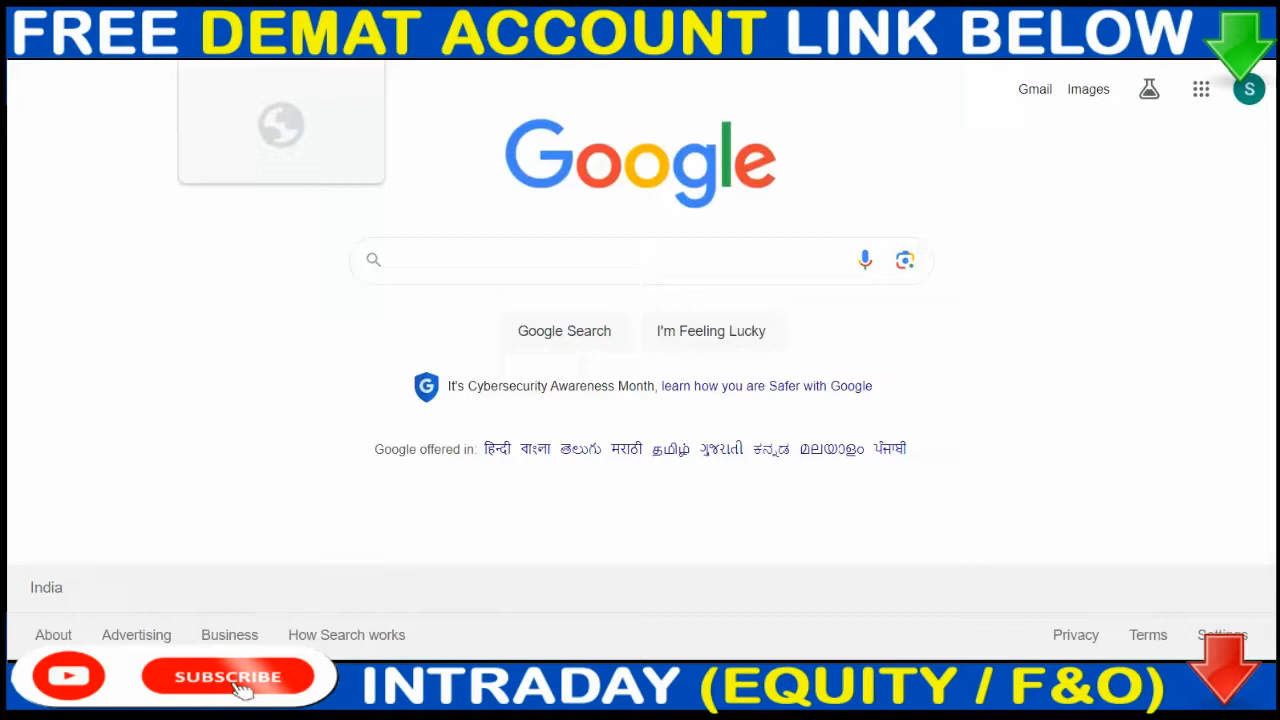 FREE DEMAT ACCOUNT LINK BELOW
Gmail Images S
Google
Google Search I'm Feeling Lucky
It's Cybersecurity Awareness Month, learn how you are Safer with Google
Google offered in: हिन्दी বাংলা తెలుగు मराठी தமிழ் ગુજરાતી ಕನ್ನಡ മലയാളം ਪੰਜਾਬੀ
India
About Advertising Business How Search works Privacy Terms Settings
SUBSCRIBE
INTRADAY (EQUITY / F&O)